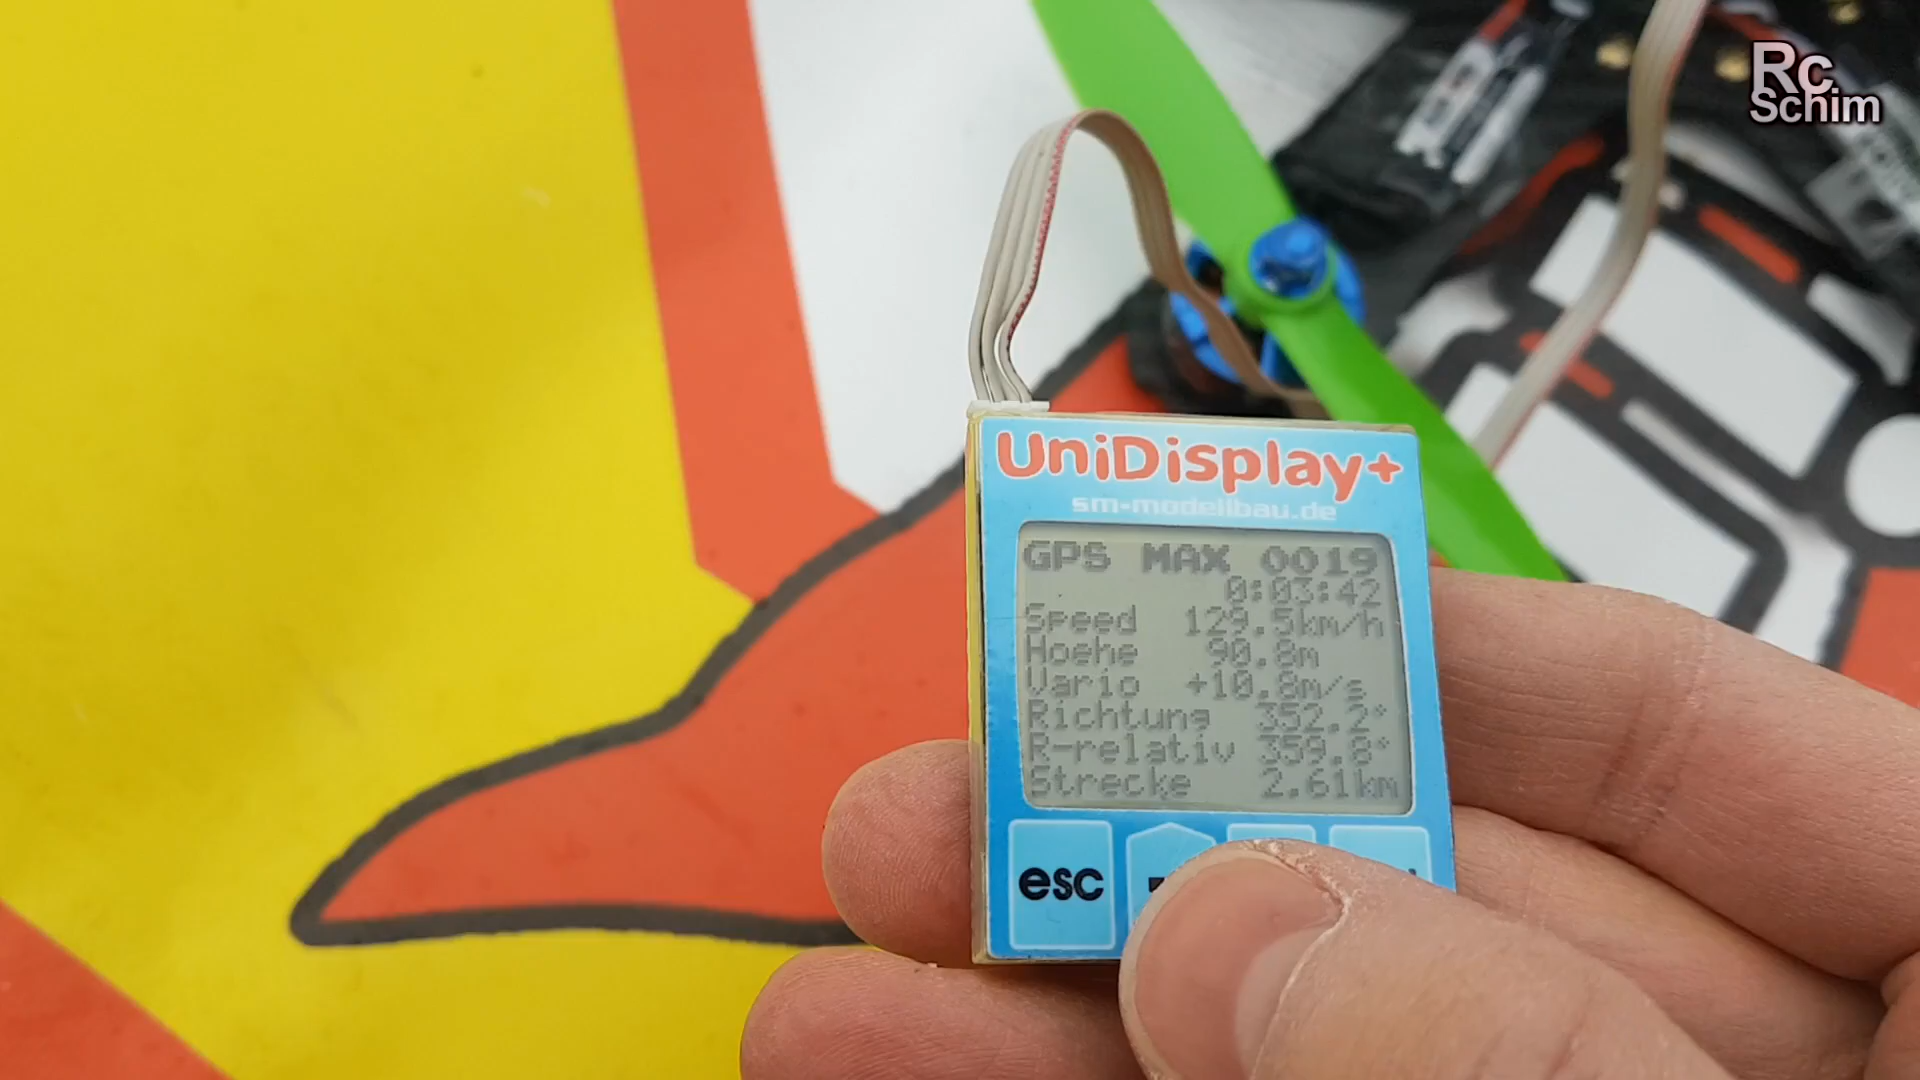 Rc
Schim
UniDisplay+
sm-modellbau.de
GPS MAX 0019
0:03:42
Speed 129.5km/h
Hoehe 90.8m
Vario +10.8m/s
Richtung 352.2°
R-relativ 359.8°
Strecke 2.61km
esc